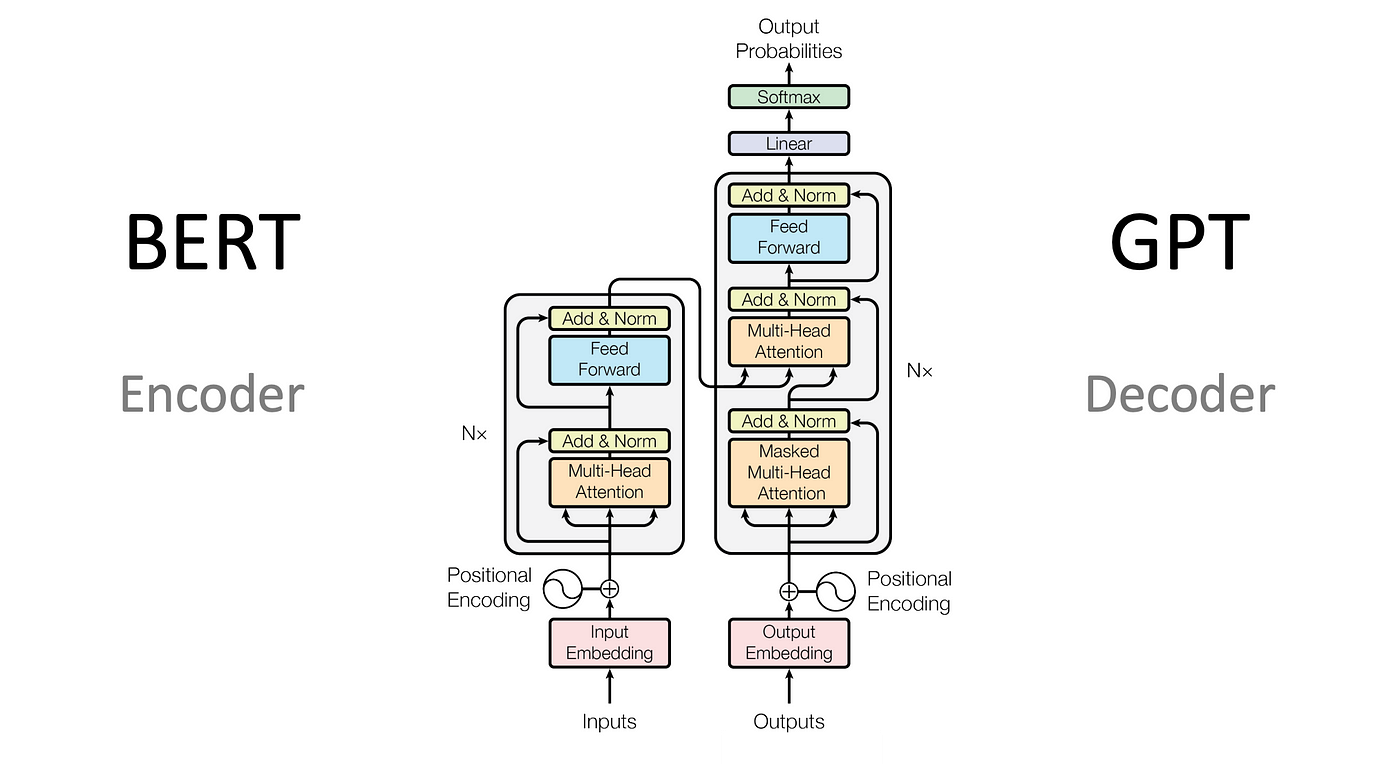 BERT
Encoder
Output
Probabilities
Softmax
Linear
Add & Norm
Feed
Forward
Add & Norm
Multi-Head
Attention
Add & Norm
Masked
Multi-Head
Attention
Nx
Add & Norm
Feed
Forward
Add & Norm
Multi-Head
Attention
Nx
Positional
Encoding
Input
Embedding
Inputs
Positional
Encoding
Output
Embedding
Outputs
GPT
Decoder